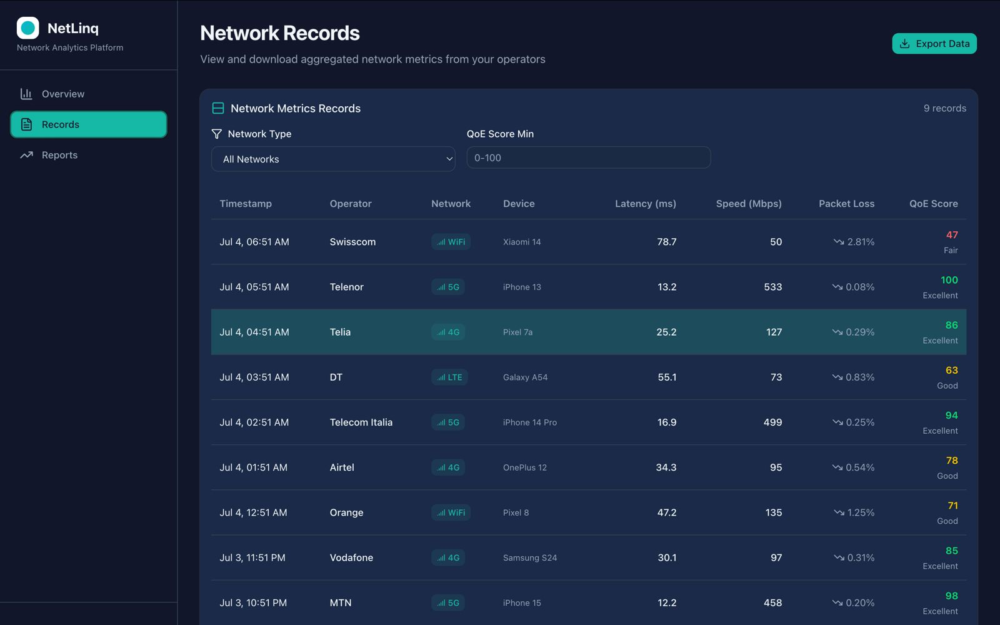 NetLinq
Network Analytics Platform
Overview
Records
Reports
Network Records
View and download aggregated network metrics from your operators
Export Data
Network Metrics Records
9 records
Network Type
QoE Score Min
All Networks
0-100
Timestamp Operator Network Device Latency (ms) Speed (Mbps) Packet Loss QoE Score
Jul 4, 06:51 AM Swisscom WiFi Xiaomi 14 78.7 50 2.81% 47
Fair
Jul 4, 05:51 AM Telenor 5G iPhone 13 13.2 533 0.08% 100
Excellent
Jul 4, 04:51 AM Telia 4G Pixel 7a 25.2 127 0.29% 86
Excellent
Jul 4, 03:51 AM DT LTE Galaxy A54 55.1 73 0.83% 63
Good
Jul 4, 02:51 AM Telecom Italia 5G iPhone 14 Pro 16.9 499 0.25% 94
Excellent
Jul 4, 01:51 AM Airtel 4G OnePlus 12 34.3 95 0.54% 78
Good
Jul 4, 12:51 AM Orange WiFi Pixel 8 47.2 135 1.25% 71
Good
Jul 3, 11:51 PM Vodafone 4G Samsung S24 30.1 97 0.31% 85
Excellent
Jul 3, 10:51 PM MTN 5G iPhone 15 12.2 458 0.20% 98
Excellent